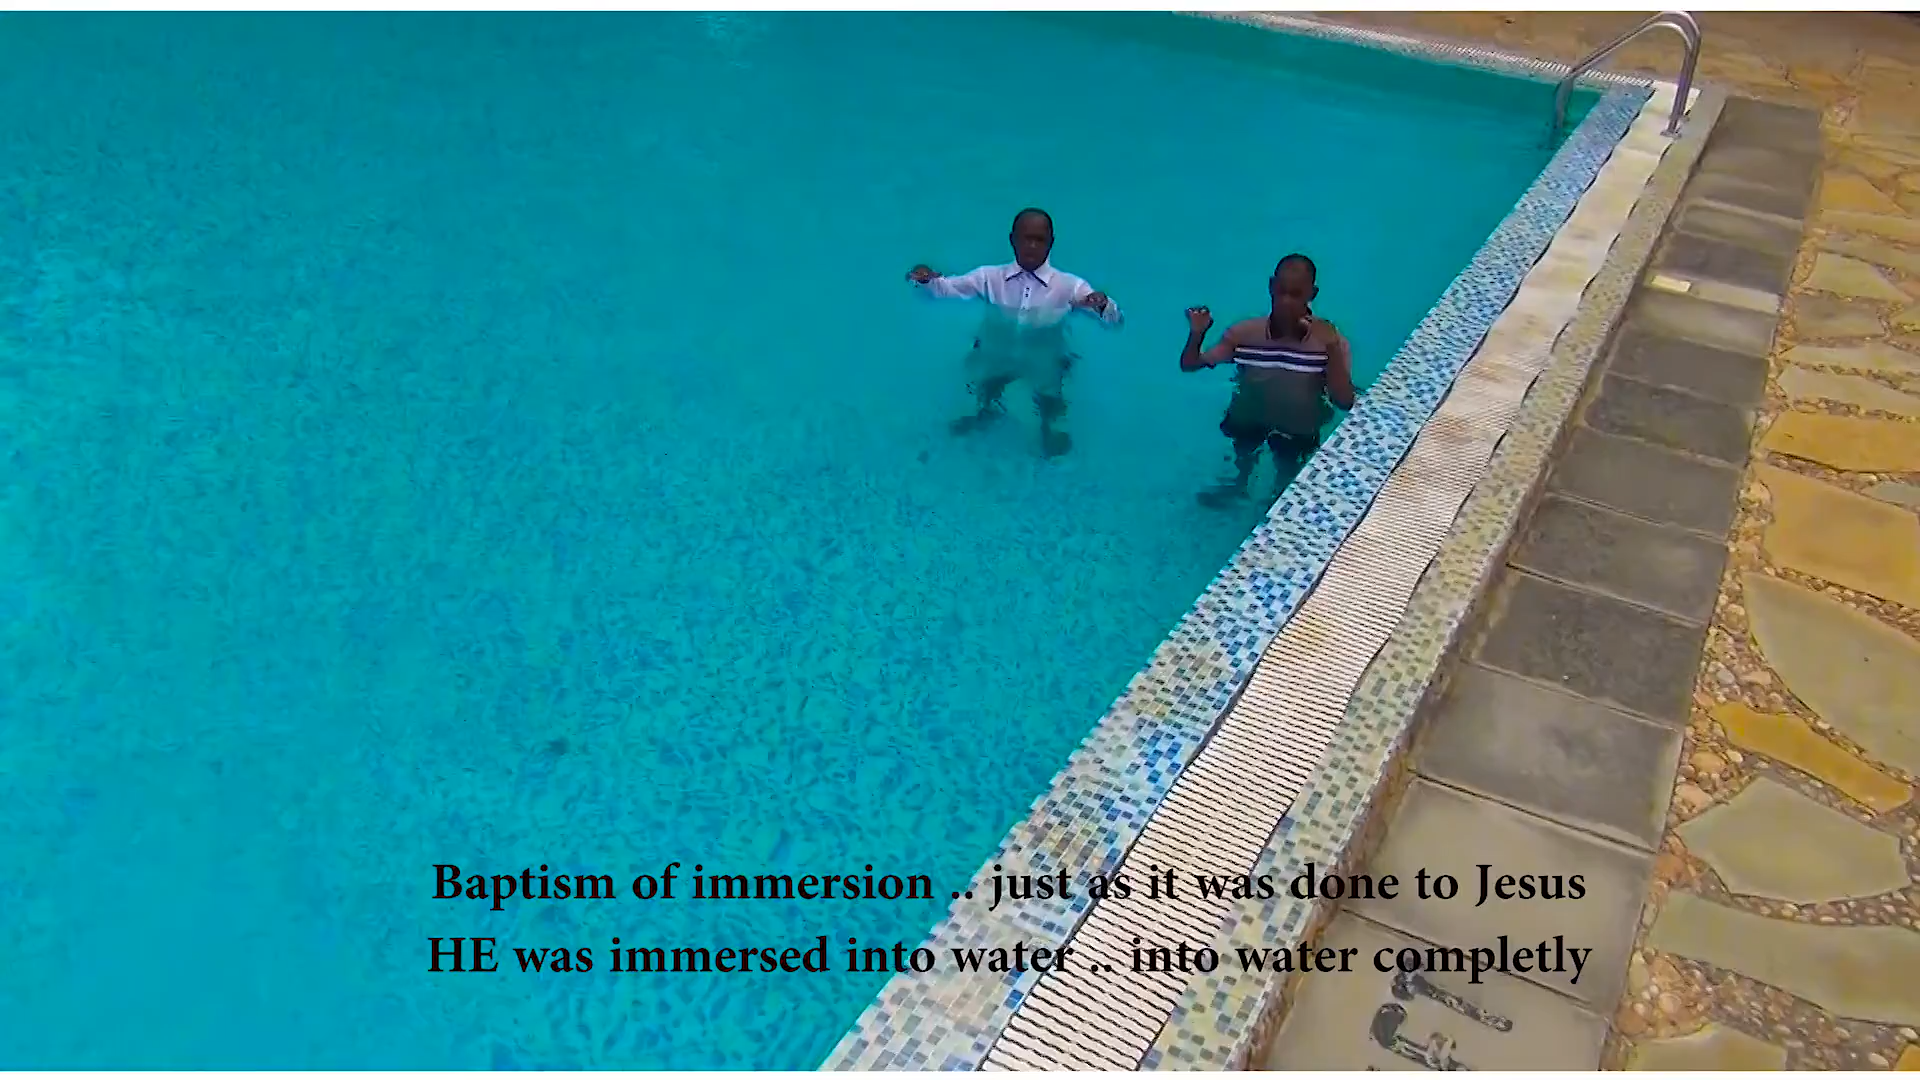 Baptism of immersion .. just as it was done to Jesus
HE was immersed into water .. into water completly